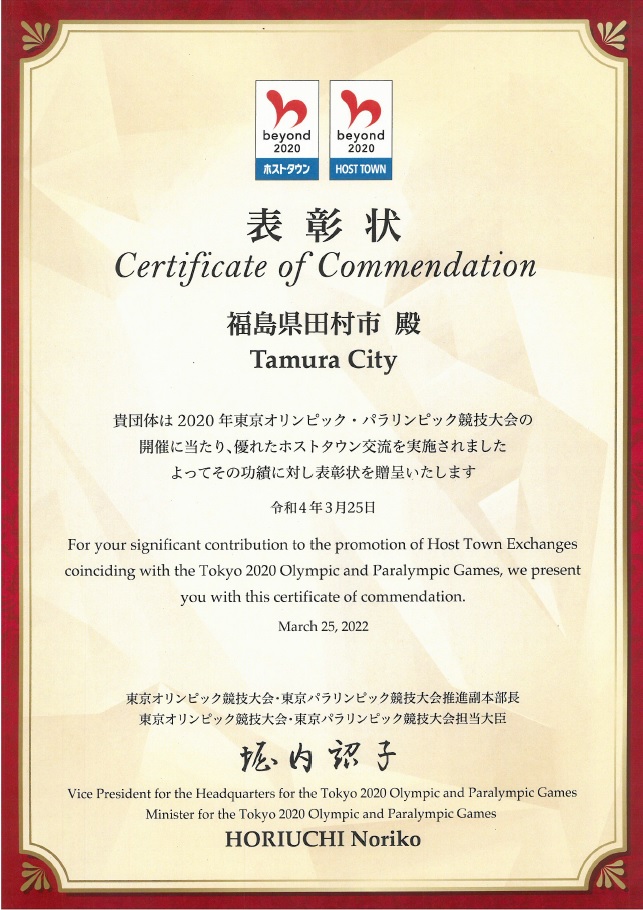 beyond
2020
ホストタウン
beyond
2020
HOST TOWN
表彰状
Certificate of Commendation
福島県田村市 殿
Tamura City
貴団体は2020年東京オリンピック・パラリンピック競技大会の
開催に当たり、優れたホストタウン交流を実施されました
よってその功績に対し表彰状を贈呈いたします
令和4年3月25日
For your significant contribution to the promotion of Host Town Exchanges
coinciding with the Tokyo 2020 Olympic and Paralympic Games, we present
you with this certificate of commendation.
March 25, 2022
東京オリンピック競技大会・東京パラリンピック競技大会推進副本部長
東京オリンピック競技大会・東京パラリンピック競技大会担当大臣
堀内詔子
Vice President for the Headquarters for the Tokyo 2020 Olympic and Paralympic Games
Minister for the Tokyo 2020 Olympic and Paralympic Games
HORIUCHI Noriko